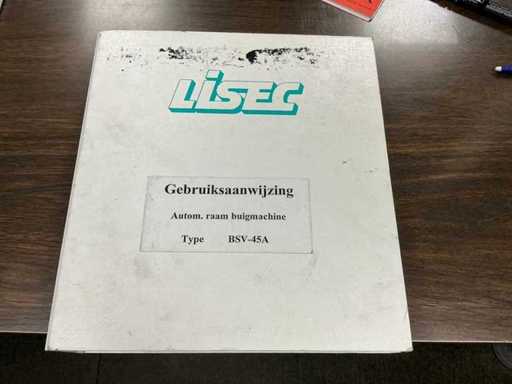 LiSEC
Gebruiksaanwijzing
Autom. raam buigmachine
Type BSV-45A